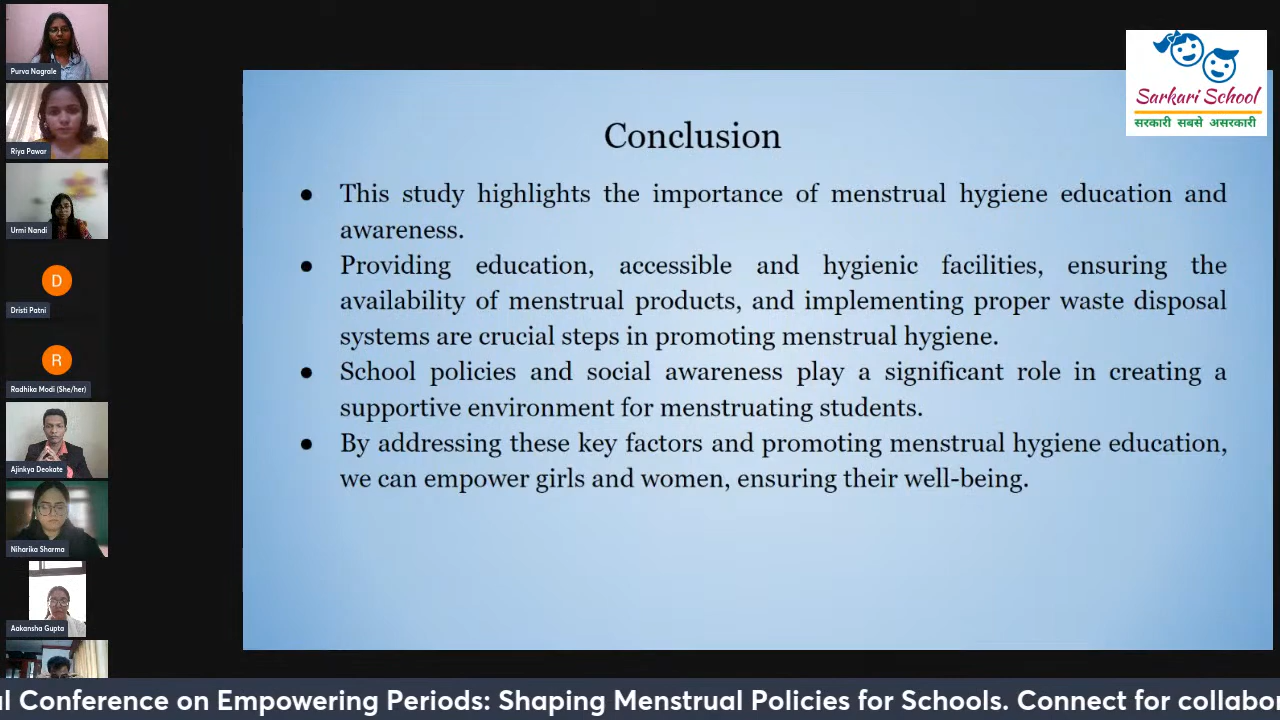 Purva Nagrale
Riya Pawar
Urmi Nandi
D
Dristi Patni
R
Radhika Modi (She/her)
Ajinkya Deokate
Niharika Sharma
Aakansha Gupta
Sarkari School
सरकारी सबसे असरकारी
Conclusion
● This study highlights the importance of menstrual hygiene education and
awareness.
● Providing education, accessible and hygienic facilities, ensuring the
availability of menstrual products, and implementing proper waste disposal
systems are crucial steps in promoting menstrual hygiene.
● School policies and social awareness play a significant role in creating a
supportive environment for menstruating students.
● By addressing these key factors and promoting menstrual hygiene education,
we can empower girls and women, ensuring their well-being.
l Conference on Empowering Periods: Shaping Menstrual Policies for Schools. Connect for collabo